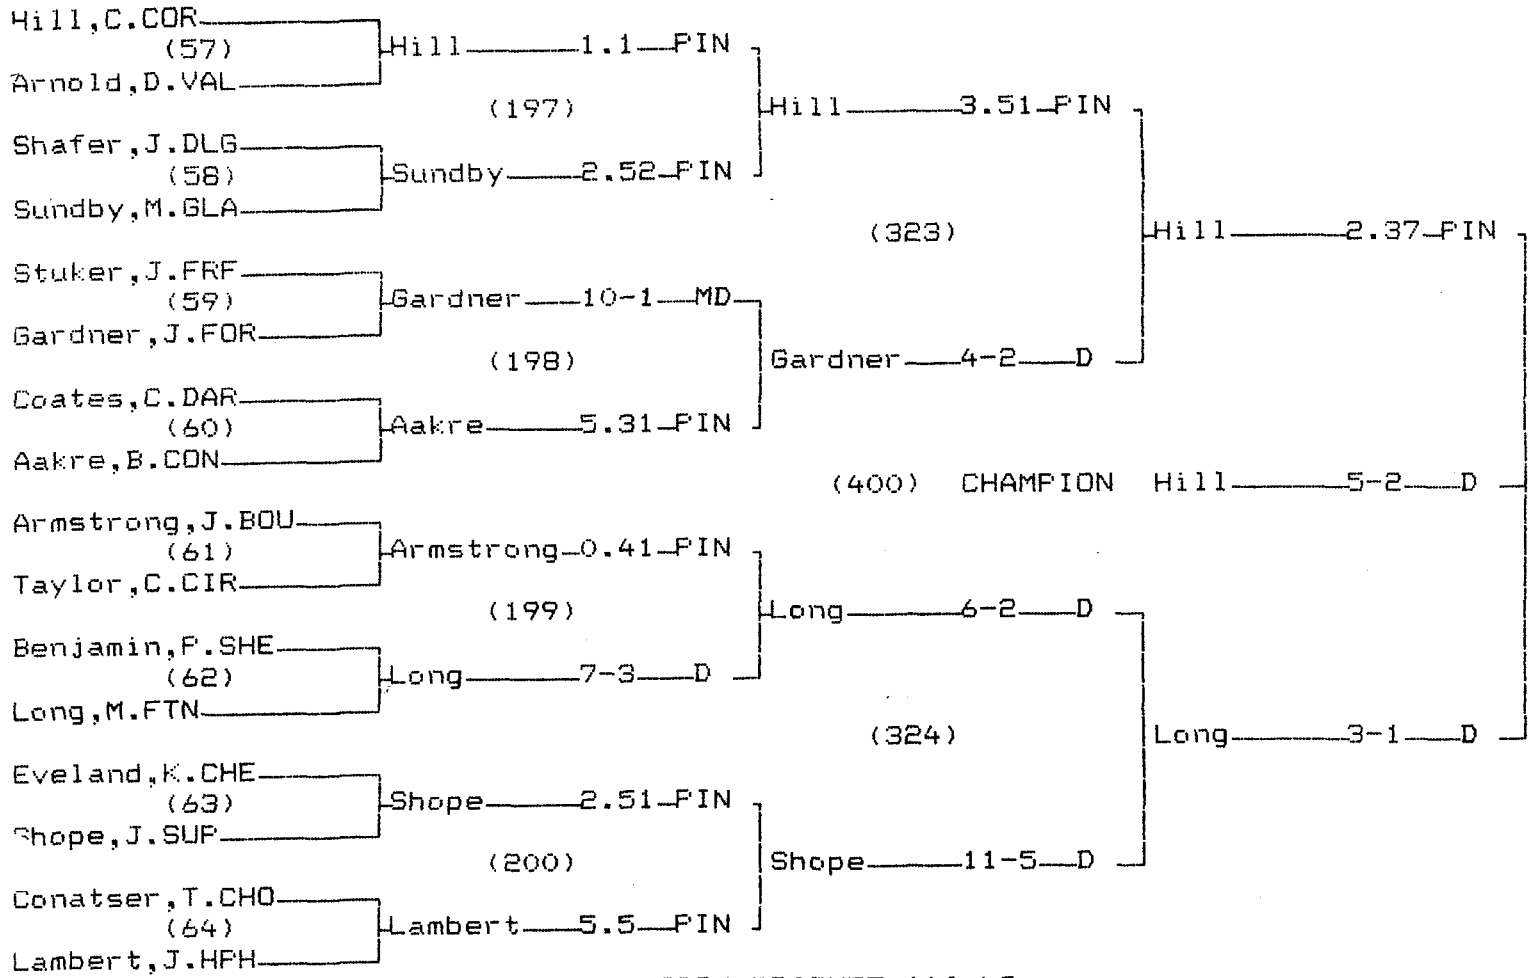 Hill,C.COR
(57) Hill 1.1 PIN
Arnold,D.VAL
(197) Hill 3.51 PIN
Shafer,J.DLG
(58) Sundby 2.52 PIN
Sundby,M.GLA
(323) Hill 2.37 PIN
Stuker,J.FRF
(59) Gardner 10-1 MD
Gardner,J.FOR
(198) Gardner 4-2 D
Coates,C.DAR
(60) Aakre 5.31 PIN
Aakre,B.CON
(400) CHAMPION Hill 5-2 D
Armstrong,J.BOU
(61) Armstrong 0.41 PIN
Taylor,C.CIR
(199) Long 6-2 D
Benjamin,P.SHE
(62) Long 7-3 D
Long,M.FTN
(324) Long 3-1 D
Eveland,K.CHE
(63) Shope 2.51 PIN
Shope,J.SUP
(200) Shope 11-5 D
Conatser,T.CHO
(64) Lambert 5.5 PIN
Lambert,J.HPH